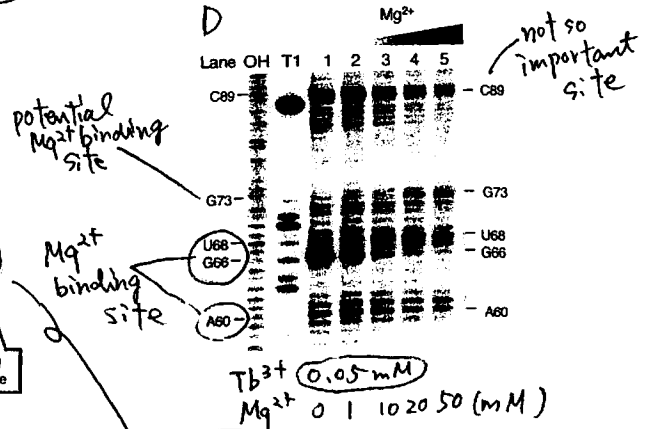 D
Mg2+
Lane OH T1 1 2 3 4 5
C89
C89
not so
important
site
potential
Mg2+ binding
site
G73
G73
Mg2+
binding
site
U68
G66
U68
G66
A60
A60
Tb3+ 0.05 mM
Mg2+ 0 1 10 20 50 (mM)
e